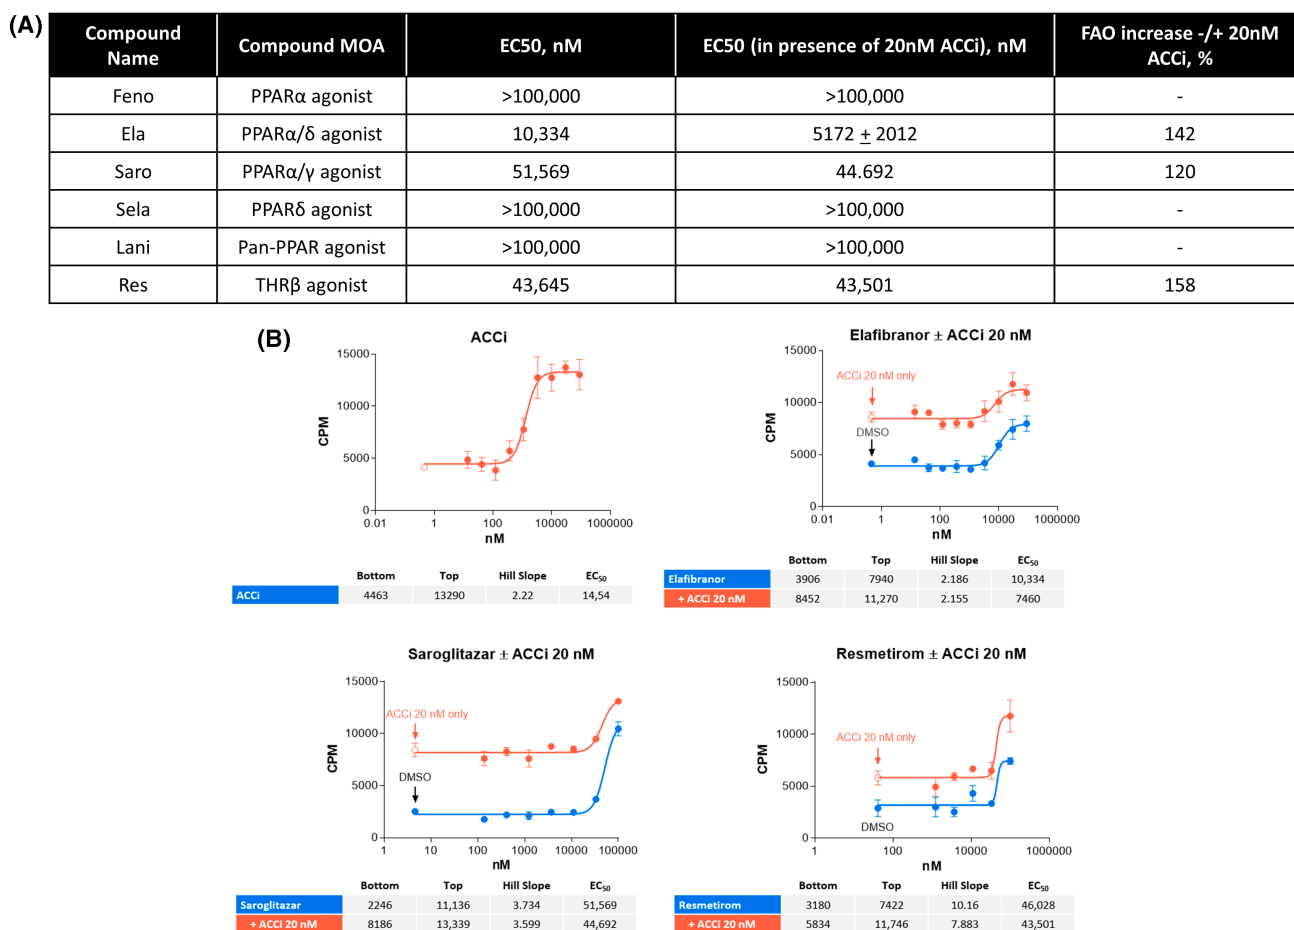 (A)
Compound Name | Compound MOA | EC50, nM | EC50 (in presence of 20nM ACCi), nM | FAO increase -/+ 20nM ACCi, %
Feno | PPARα agonist | >100,000 | >100,000 | -
Ela | PPARα/δ agonist | 10,334 | 5172 ± 2012 | 142
Saro | PPARα/γ agonist | 51,569 | 44.692 | 120
Sela | PPARδ agonist | >100,000 | >100,000 | -
Lani | Pan-PPAR agonist | >100,000 | >100,000 | -
Res | THRβ agonist | 43,645 | 43,501 | 158
(B)
ACCi
15000
10000
5000
0
CPM
0.01 1 100 10000 1000000
nM
Bottom Top Hill Slope EC50
ACCi 4463 13290 2.22 14,54
Elafibranor ± ACCi 20 nM
15000
10000
5000
0
CPM
ACCi 20 nM only
DMSO
0.01 1 100 10000 1000000
nM
Bottom Top Hill Slope EC50
Elafibranor 3906 7940 2.186 10,334
+ ACCi 20 nM 8452 11,270 2.155 7460
Saroglitazar ± ACCi 20 nM
15000
10000
5000
0
CPM
ACCi 20 nM only
DMSO
1 10 100 1000 10000 100000
nM
Bottom Top Hill Slope EC50
Saroglitazar 2246 11,136 3.734 51,569
+ ACCi 20 nM 8186 13,339 3.599 44,692
Resmetirom ± ACCi 20 nM
15000
10000
5000
0
CPM
ACCi 20 nM only
DMSO
1 100 10000 1000000
nM
Bottom Top Hill Slope EC50
Resmetirom 3180 7422 10.16 46,028
+ ACCi 20 nM 5834 11,746 7.883 43,501